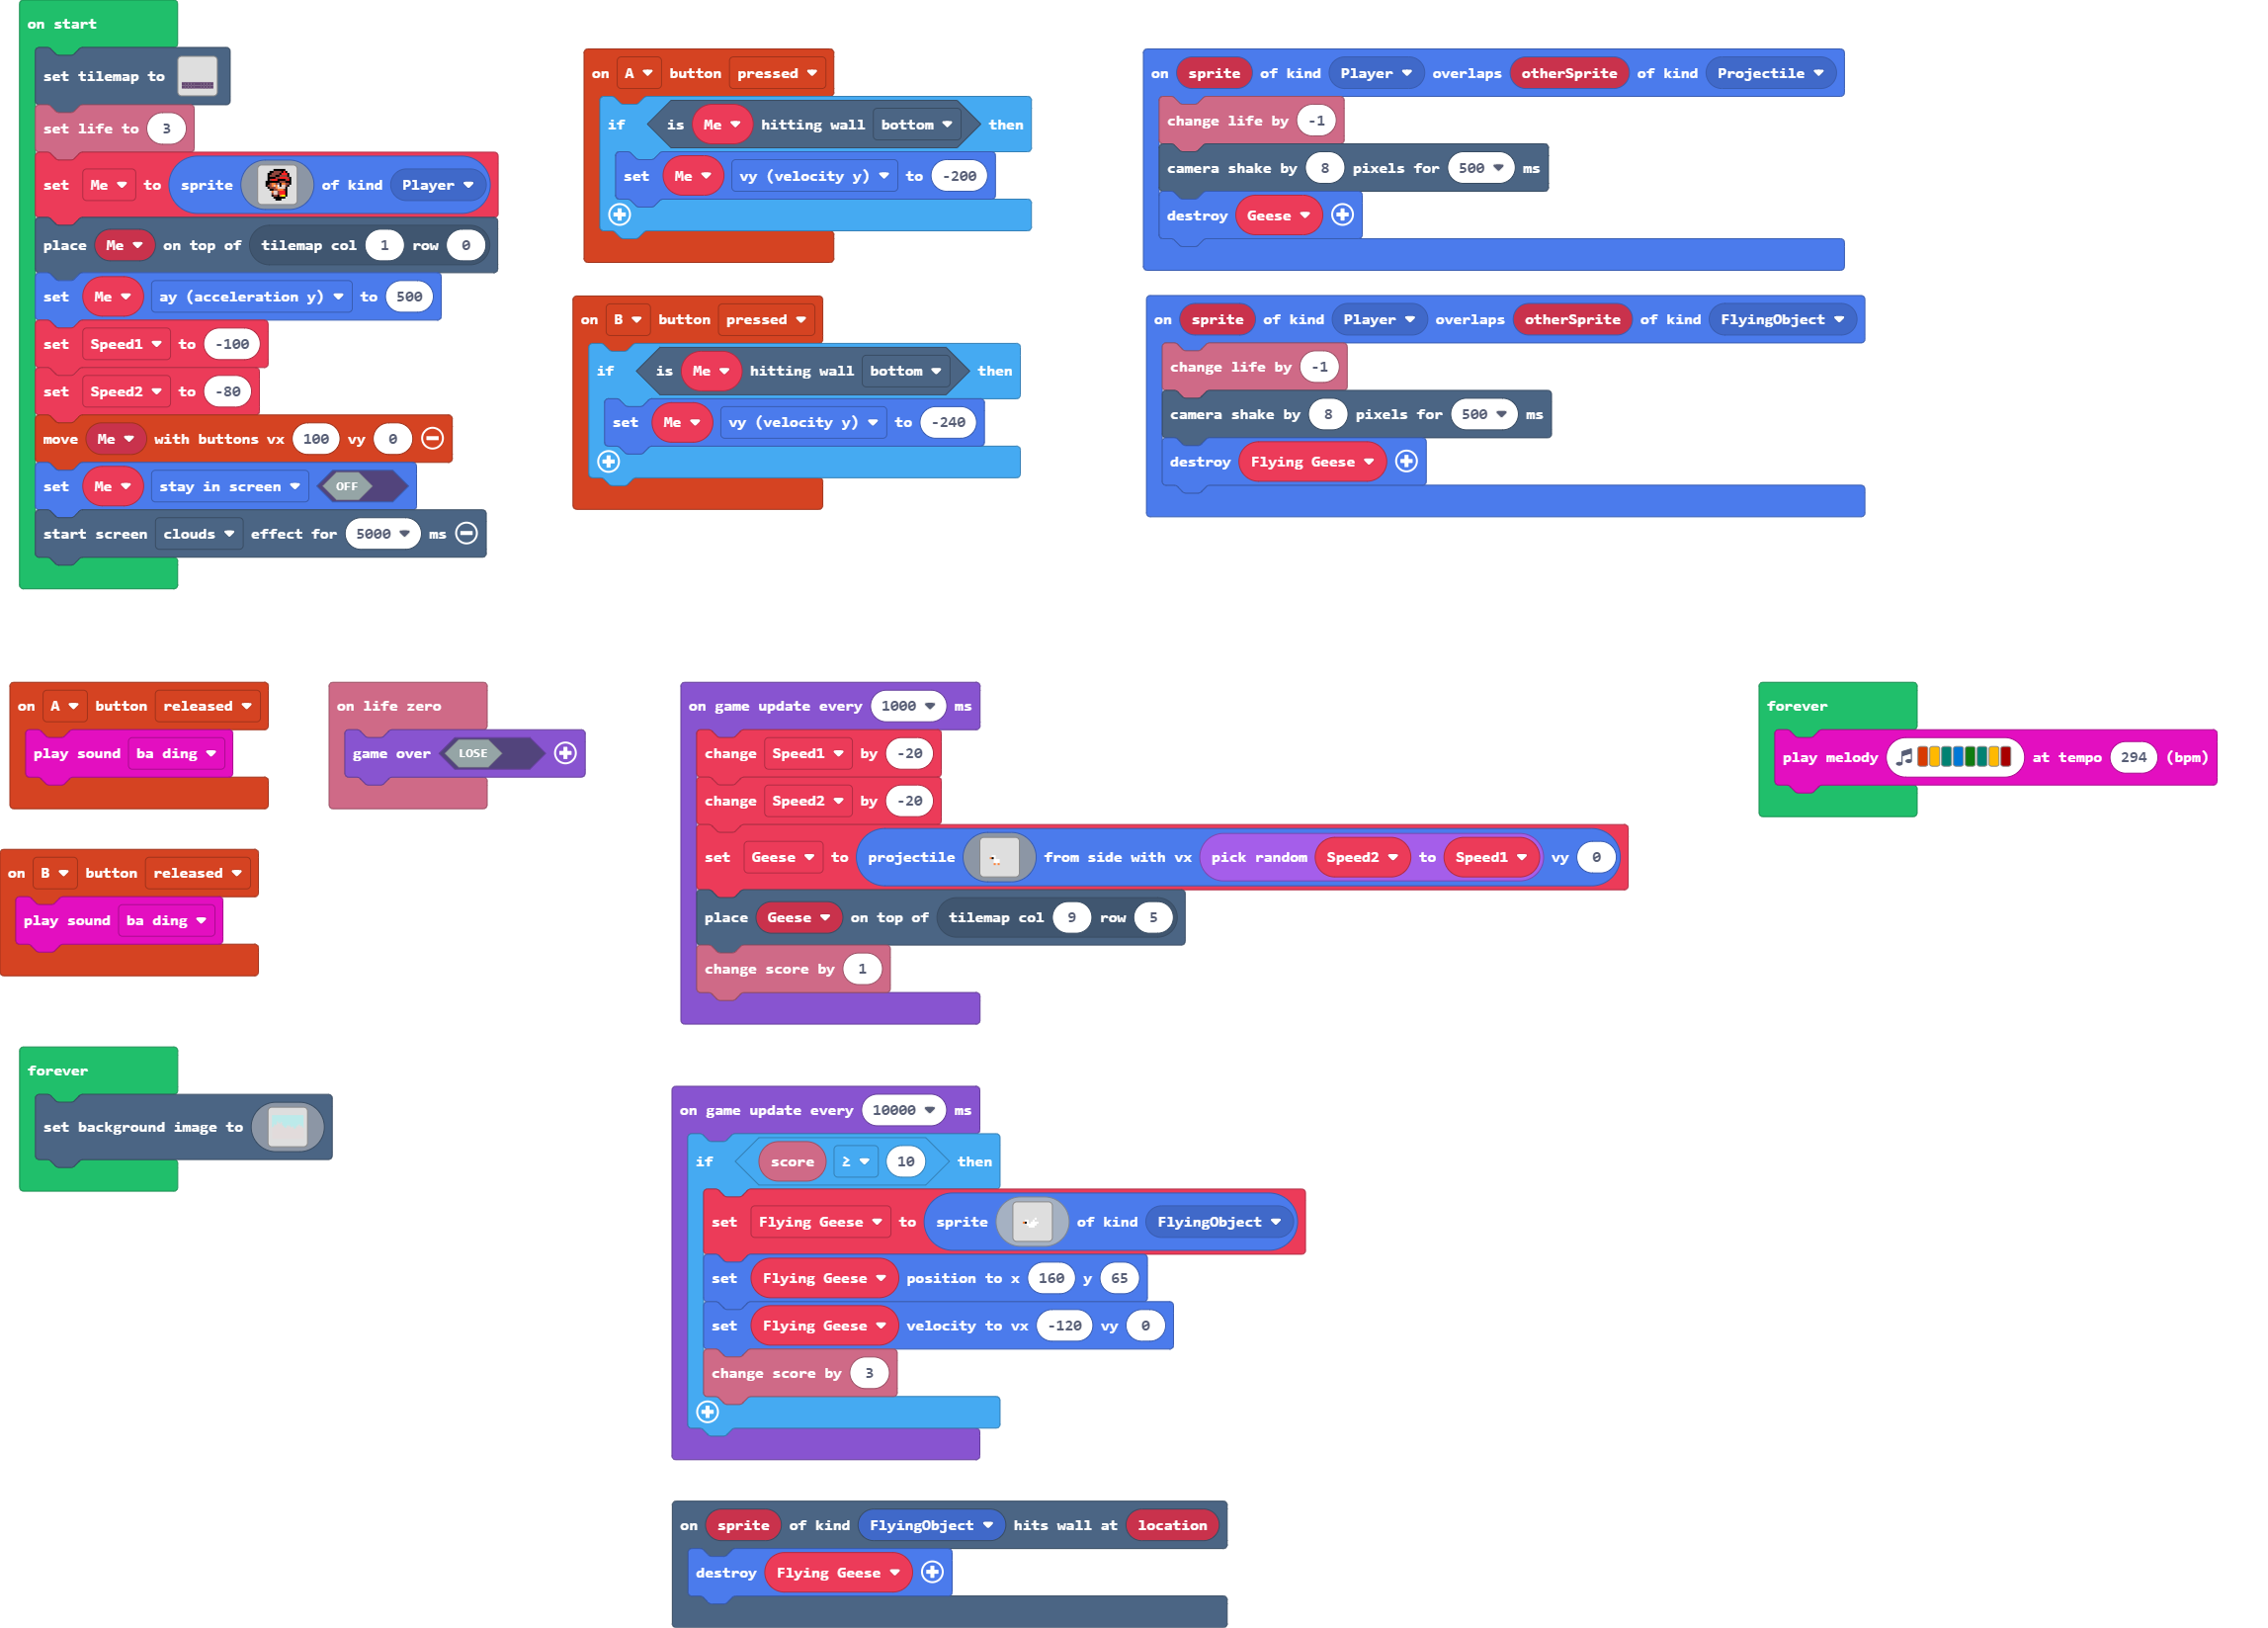 on start
set tilemap to
set life to 3
set Me to sprite of kind Player
place Me on top of tilemap col 1 row 0
set Me ay (acceleration y) to 500
set Speed1 to -100
set Speed2 to -80
move Me with buttons vx 100 vy 0
set Me stay in screen OFF
start screen clouds effect for 5000 ms
on A button pressed
if is Me hitting wall bottom then
set Me vy (velocity y) to -200
on B button pressed
if is Me hitting wall bottom then
set Me vy (velocity y) to -240
on sprite of kind Player overlaps otherSprite of kind Projectile
change life by -1
camera shake by 8 pixels for 500 ms
destroy Geese
on sprite of kind Player overlaps otherSprite of kind FlyingObject
change life by -1
camera shake by 8 pixels for 500 ms
destroy Flying Geese
on A button released
play sound ba ding
on B button released
play sound ba ding
on life zero
game over LOSE
on game update every 1000 ms
change Speed1 by -20
change Speed2 by -20
set Geese to projectile from side with vx pick random Speed2 to Speed1 vy 0
place Geese on top of tilemap col 9 row 5
change score by 1
forever
play melody at tempo 294 (bpm)
forever
set background image to
on game update every 10000 ms
if score ≥ 10 then
set Flying Geese to sprite of kind FlyingObject
set Flying Geese position to x 160 y 65
set Flying Geese velocity to vx -120 vy 0
change score by 3
on sprite of kind FlyingObject hits wall at location
destroy Flying Geese